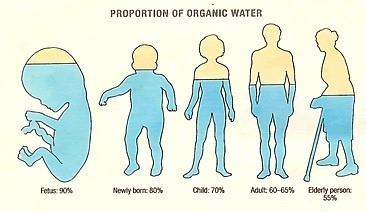 PROPORTION OF ORGANIC WATER
Fetus: 90%
Newly born: 80%
Child: 70%
Adult: 60–65%
Elderly person:
55%